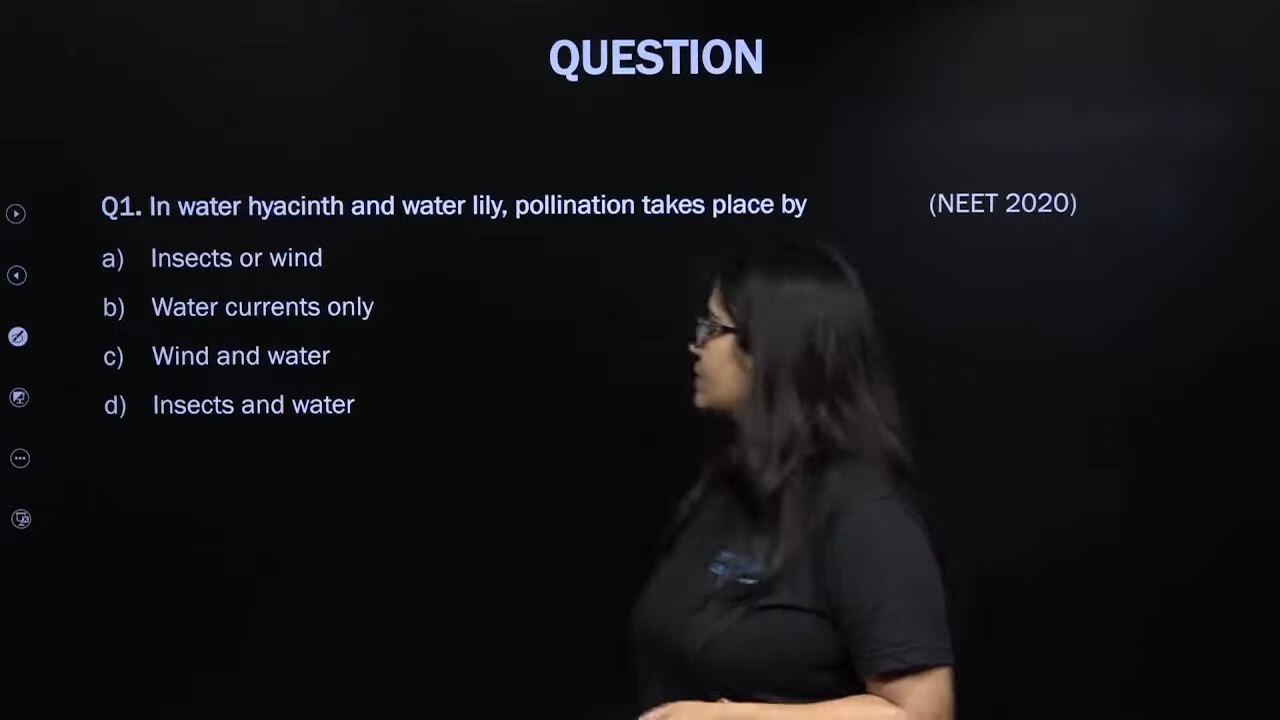 QUESTION
Q1. In water hyacinth and water lily, pollination takes place by (NEET 2020)
a) Insects or wind
b) Water currents only
c) Wind and water
d) Insects and water